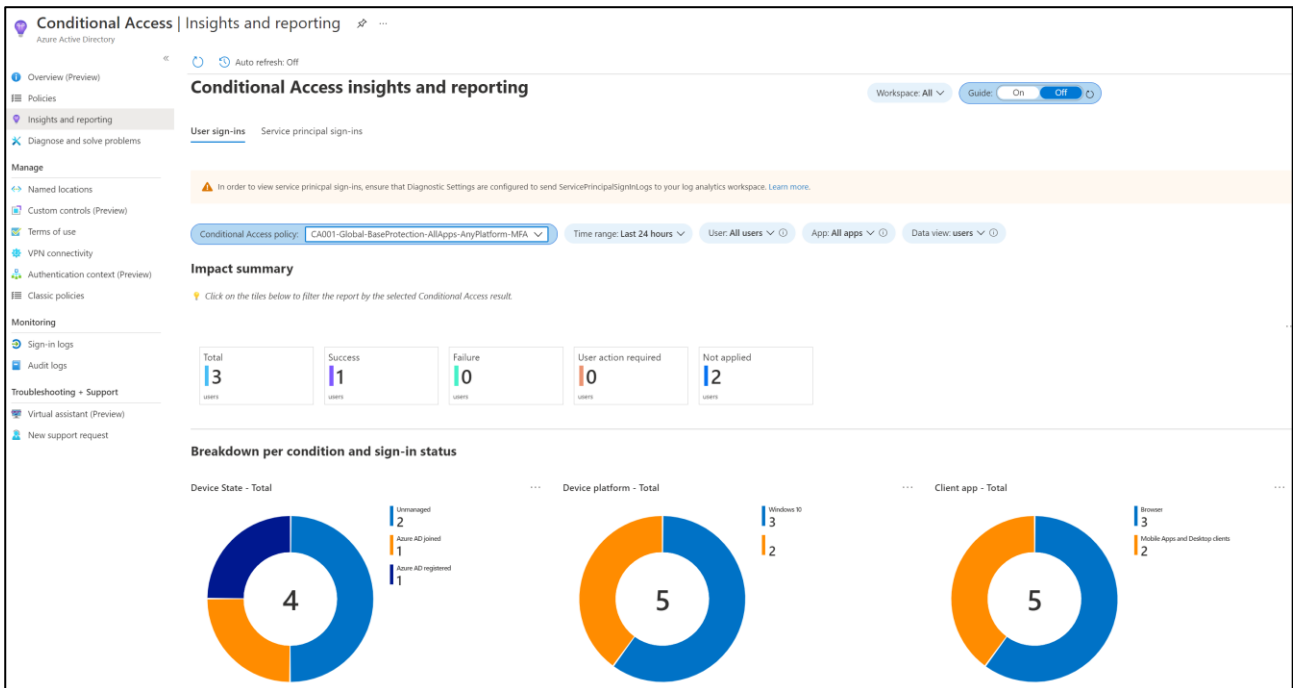 Conditional Access | Insights and reporting
Azure Active Directory
Auto refresh: Off
Overview (Preview)
Policies
Insights and reporting
Diagnose and solve problems
Manage
Named locations
Custom controls (Preview)
Terms of use
VPN connectivity
Authentication context (Preview)
Classic policies
Monitoring
Sign-in logs
Audit logs
Troubleshooting + Support
Virtual assistant (Preview)
New support request
Conditional Access insights and reporting
Workspace: All
Guide: On Off
User sign-ins Service principal sign-ins
In order to view service prinicpal sign-ins, ensure that Diagnostic Settings are configured to send ServicePrincipalSignInLogs to your log analytics workspace. Learn more.
Conditional Access policy: CA001-Global-BaseProtection-AllApps-AnyPlatform-MFA Time range: Last 24 hours User: All users App: All apps Data view: users
Impact summary
Click on the tiles below to filter the report by the selected Conditional Access result.
Total
3
users
Success
1
users
Failure
0
users
User action required
0
users
Not applied
2
users
Breakdown per condition and sign-in status
Device State - Total
Unmanaged
2
Azure AD joined
1
Azure AD registered
1
4
Device platform - Total
Windows 10
3
2
5
Client app - Total
Browser
3
Mobile Apps and Desktop clients
2
5